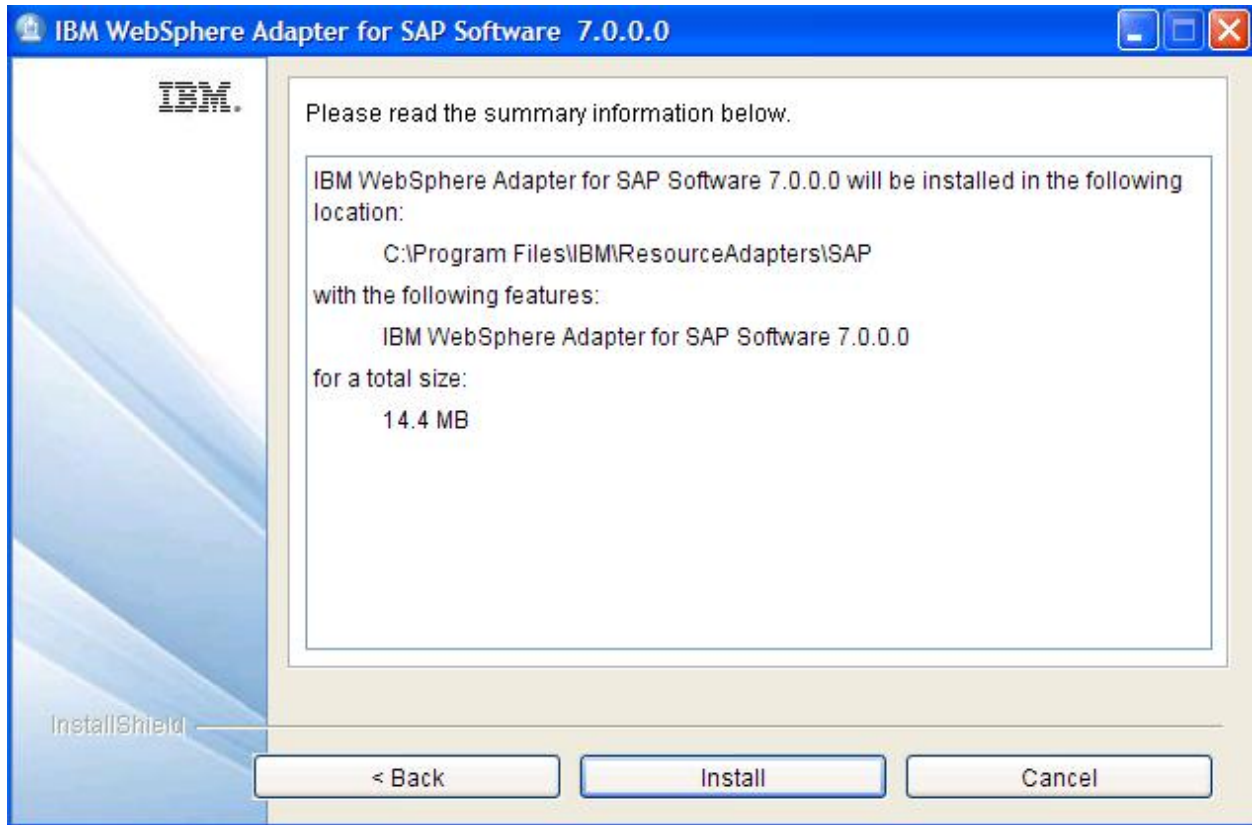 IBM WebSphere Adapter for SAP Software 7.0.0.0
IBM.
Please read the summary information below.
IBM WebSphere Adapter for SAP Software 7.0.0.0 will be installed in the following
location:
C:\Program Files\IBM\ResourceAdapters\SAP
with the following features:
IBM WebSphere Adapter for SAP Software 7.0.0.0
for a total size:
14.4 MB
InstallShield
< Back
Install
Cancel